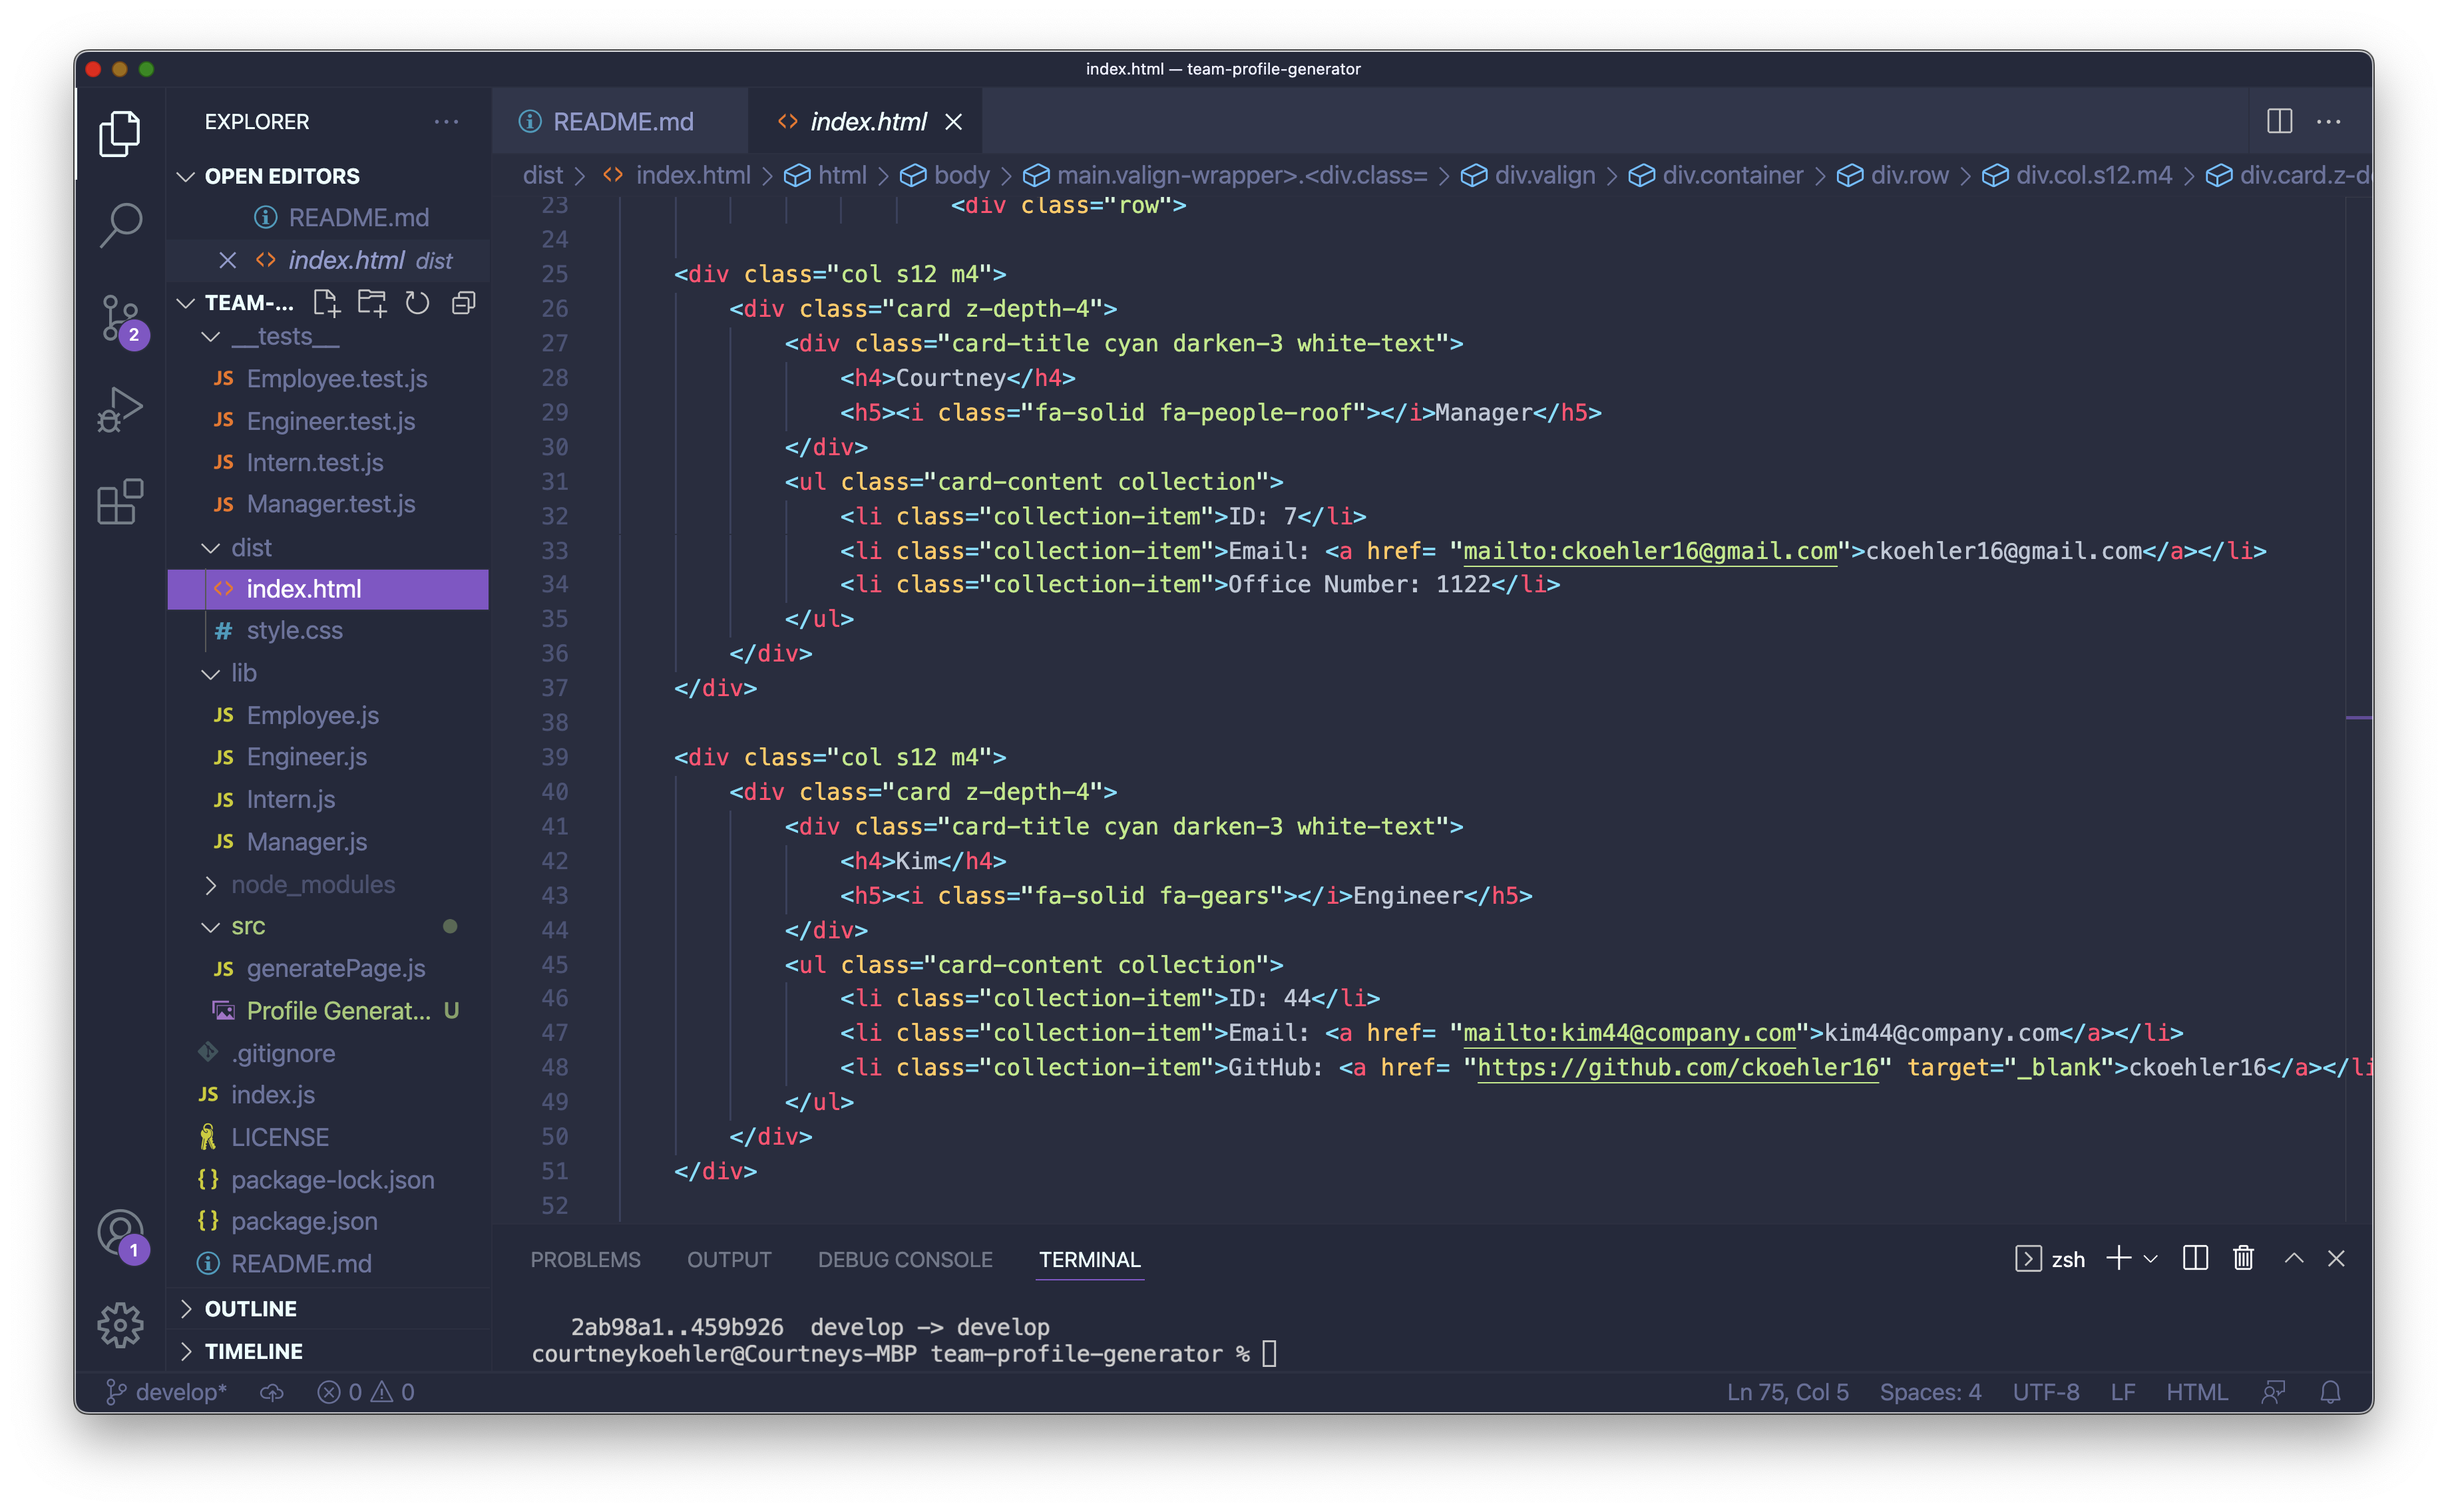 index.html — team-profile-generator
EXPLORER
OPEN EDITORS
README.md
index.html dist
TEAM-...
__tests__
JS Employee.test.js
JS Engineer.test.js
JS Intern.test.js
JS Manager.test.js
dist
<> index.html
# style.css
lib
JS Employee.js
JS Engineer.js
JS Intern.js
JS Manager.js
node_modules
src
JS generatePage.js
Profile Generat... U
.gitignore
JS index.js
LICENSE
{} package-lock.json
{} package.json
README.md
OUTLINE
TIMELINE
2
1
README.md
<> index.html
dist > <> index.html > html > body > main.valign-wrapper>.<div.class= > div.valign > div.container > div.row > div.col.s12.m4 > div.card.z-d
23 <div class="row">
24
25 <div class="col s12 m4">
26 <div class="card z-depth-4">
27 <div class="card-title cyan darken-3 white-text">
28 <h4>Courtney</h4>
29 <h5><i class="fa-solid fa-people-roof"></i>Manager</h5>
30 </div>
31 <ul class="card-content collection">
32 <li class="collection-item">ID: 7</li>
33 <li class="collection-item">Email: <a href= "mailto:ckoehler16@gmail.com">ckoehler16@gmail.com</a></li>
34 <li class="collection-item">Office Number: 1122</li>
35 </ul>
36 </div>
37 </div>
38
39 <div class="col s12 m4">
40 <div class="card z-depth-4">
41 <div class="card-title cyan darken-3 white-text">
42 <h4>Kim</h4>
43 <h5><i class="fa-solid fa-gears"></i>Engineer</h5>
44 </div>
45 <ul class="card-content collection">
46 <li class="collection-item">ID: 44</li>
47 <li class="collection-item">Email: <a href= "mailto:kim44@company.com">kim44@company.com</a></li>
48 <li class="collection-item">GitHub: <a href= "https://github.com/ckoehler16" target="_blank">ckoehler16</a></li
49 </ul>
50 </div>
51 </div>
52
PROBLEMS OUTPUT DEBUG CONSOLE TERMINAL
zsh
2ab98a1..459b926 develop -> develop
courtneykoehler@Courtneys-MBP team-profile-generator %
develop* 0 0
Ln 75, Col 5 Spaces: 4 UTF-8 LF HTML